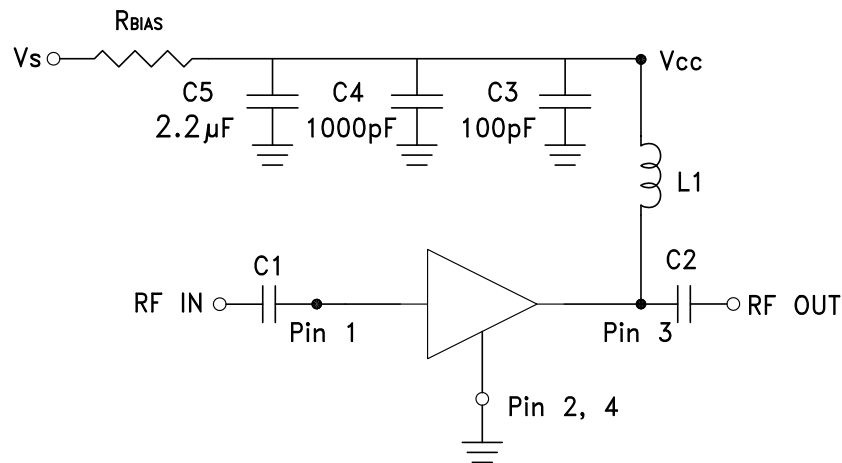 RBIAS
Vs
Vcc
C5
2.2µF
C4
1000pF
C3
100pF
L1
C1
C2
RF IN
RF OUT
Pin 1
Pin 3
Pin 2, 4